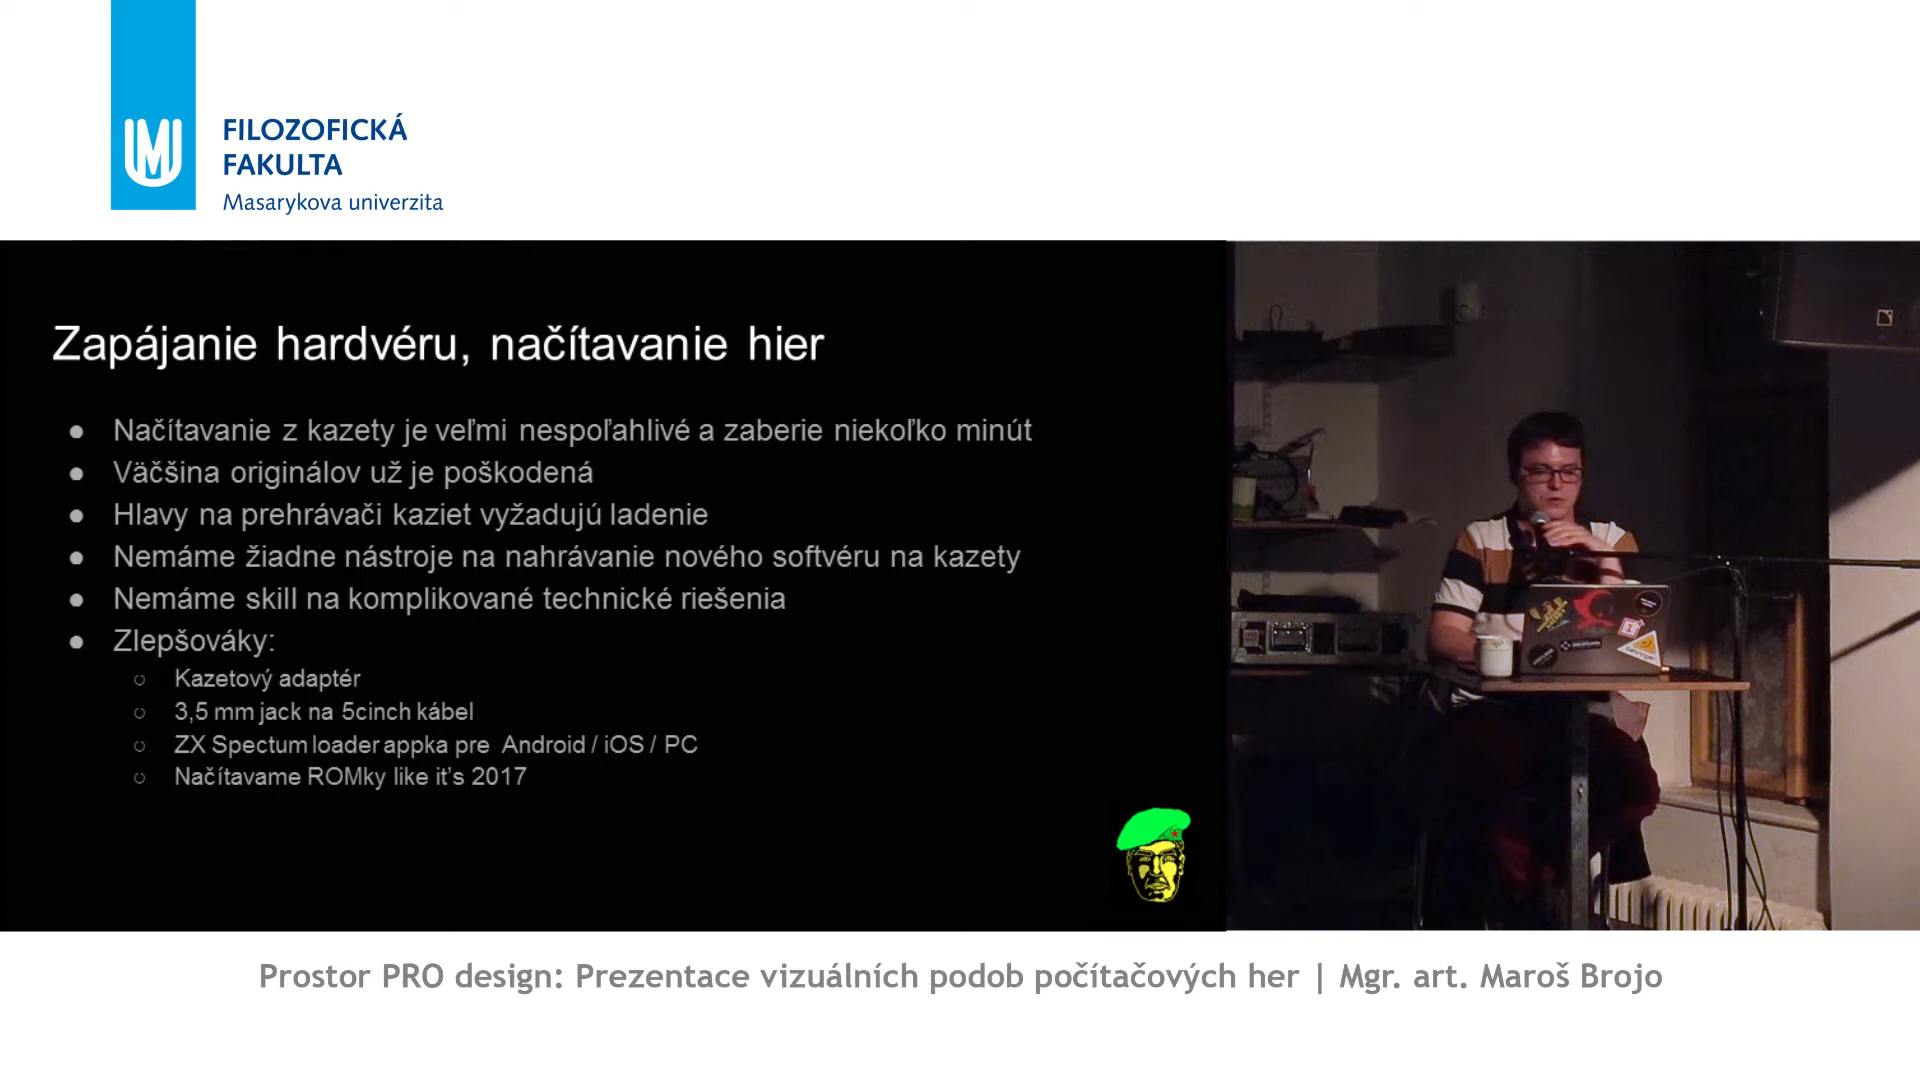 FILOZOFICKÁ
FAKULTA
Masarykova univerzita
Zapájanie hardvéru, načítavanie hier
● Načítavanie z kazety je veľmi nespoľahlivé a zaberie niekoľko minút
● Väčšina originálov už je poškodená
● Hlavy na prehrávači kaziet vyžadujú ladenie
● Nemáme žiadne nástroje na nahrávanie nového softvéru na kazety
● Nemáme skill na komplikované technické riešenia
● Zlepšováky:
○ Kazetový adaptér
○ 3,5 mm jack na 5cinch kábel
○ ZX Spectum loader appka pre Android / iOS / PC
○ Načítavame ROMky like it's 2017
Prostor PRO design: Prezentace vizuálních podob počítačových her | Mgr. art. Maroš Brojo